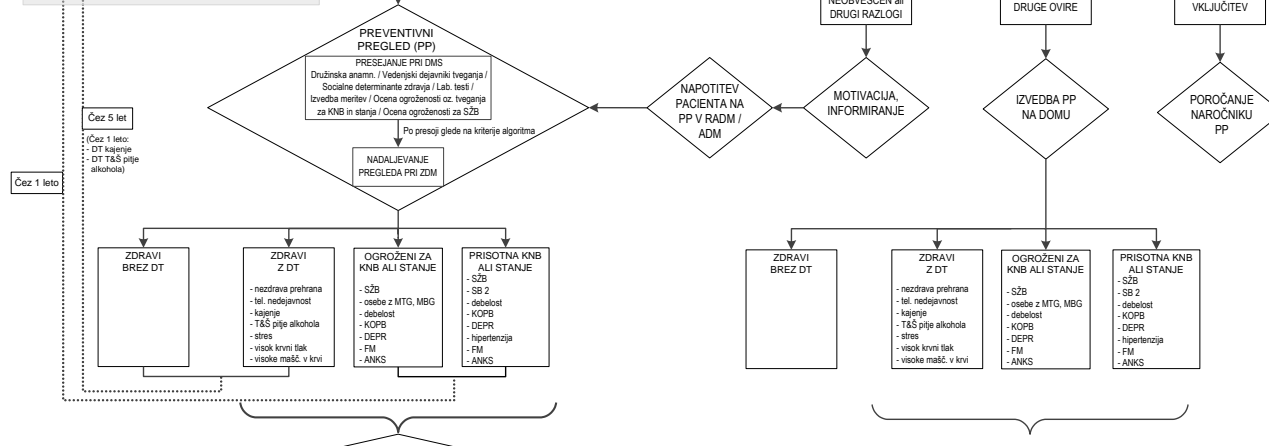 NEOBVEŠČEN ali
DRUGI RAZLOGI
DRUGE OVIRE
VKLJUČITEV
PREVENTIVNI
PREGLED (PP)
PRESEJANJE PRI DMS
Družinska anamn. / Vedenjski dejavniki tveganja /
Socialne determinante zdravja / Lab. testi /
Izvedba meritev / Ocena ogroženosti oz. tveganja
za KNB in stanja / Ocena ogroženosti za SŽB
Po presoji glede na kriterije algoritma
NADALJEVANJE
PREGLEDA PRI ZDM
NAPOTITEV
PACIENTA NA
PP V RADM /
ADM
MOTIVACIJA,
INFORMIRANJE
IZVEDBA PP
NA DOMU
POROČANJE
NAROČNIKU
PP
Čez 5 let
(Čez 1 leto:
- DT kajenje
- DT T&Š pitje
alkohola)
Čez 1 leto
ZDRAVI
BREZ DT
ZDRAVI
Z DT
- nezdrava prehrana
- tel. nedejavnost
- kajenje
- T&Š pitje alkohola
- stres
- visok krvni tlak
- visoke mašč. v krvi
OGROŽENI ZA
KNB ALI STANJE
- SŽB
- osebe z MTG, MBG
- debelost
- KOPB
- DEPR
- FM
- ANKS
PRISOTNA KNB
ALI STANJE
- SŽB
- SB 2
- debelost
- KOPB
- DEPR
- hipertenzija
- FM
- ANKS
ZDRAVI
BREZ DT
ZDRAVI
Z DT
- nezdrava prehrana
- tel. nedejavnost
- kajenje
- T&Š pitje alkohola
- stres
- visok krvni tlak
- visoke mašč. v krvi
OGROŽENI ZA
KNB ALI STANJE
- SŽB
- osebe z MTG, MBG
- debelost
- KOPB
- DEPR
- FM
- ANKS
PRISOTNA KNB
ALI STANJE
- SŽB
- SB 2
- debelost
- KOPB
- DEPR
- hipertenzija
- FM
- ANKS